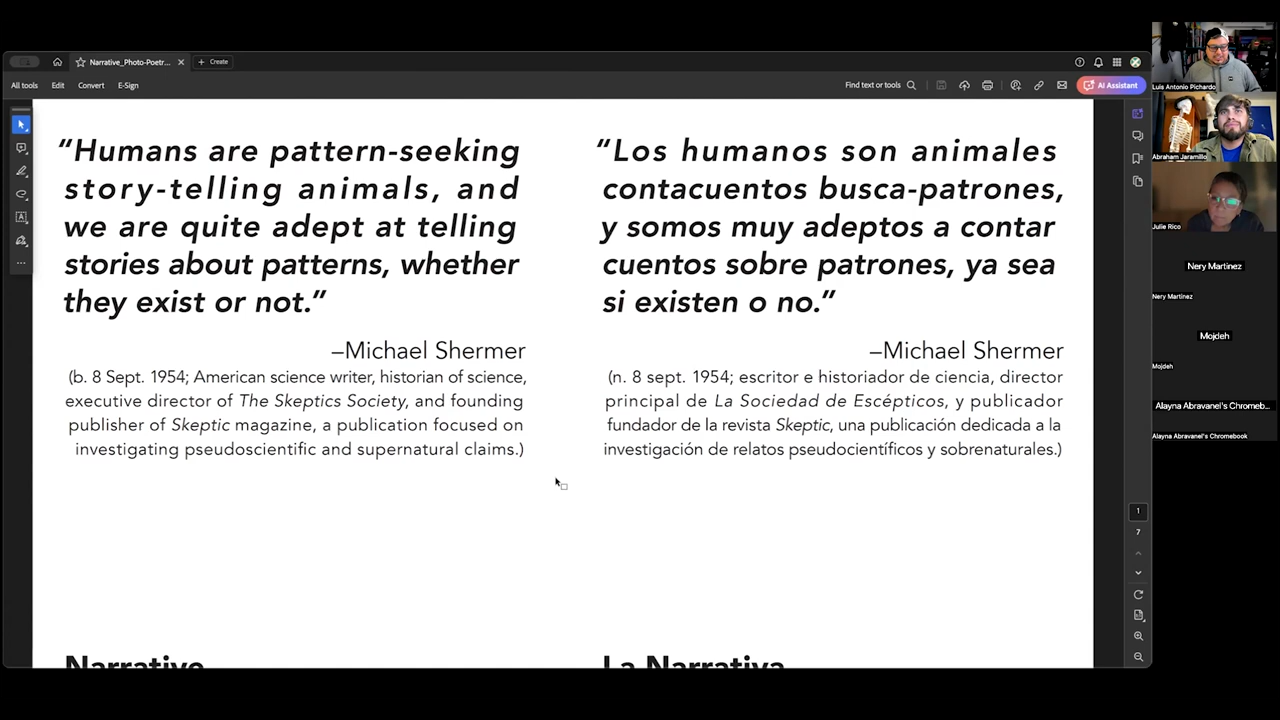 Narrative_Photo-Poetr...
Create
All tools
Edit
Convert
E-Sign
Find text or tools
AI Assistant
“Humans are pattern-seeking
story-telling animals, and
we are quite adept at telling
stories about patterns, whether
they exist or not.”
–Michael Shermer
(b. 8 Sept. 1954; American science writer, historian of science,
executive director of The Skeptics Society, and founding
publisher of Skeptic magazine, a publication focused on
investigating pseudoscientific and supernatural claims.)
“Los humanos son animales
contacuentos busca-patrones,
y somos muy adeptos a contar
cuentos sobre patrones, ya sea
si existen o no.”
–Michael Shermer
(n. 8 sept. 1954; escritor e historiador de ciencia, director
principal de La Sociedad de Escépticos, y publicador
fundador de la revista Skeptic, una publicación dedicada a la
investigación de relatos pseudocientíficos y sobrenaturales.)
Narrative
La Narrativa
1
7
Luis Antonio Pichardo
Abraham Jaramillo
Julie Rico
Nery Martinez
Nery Martinez
Mojdeh
Mojdeh
Alayna Abravanel's Chromeb...
Alayna Abravanel's Chromebook